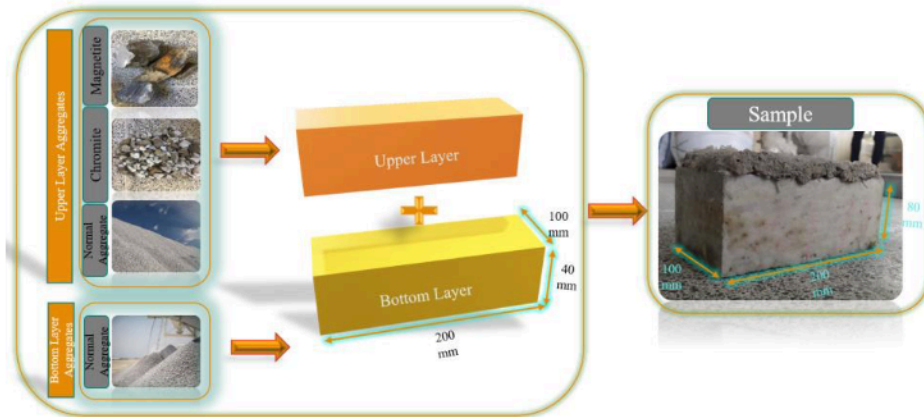 Upper Layer Aggregates
Magnetite
Chromite
Normal
Aggregate
Bottom Layer
Aggregates
Normal
Aggregate
Upper Layer
Bottom Layer
100
mm
40
mm
200
mm
Sample
80
mm
100
mm
200
mm